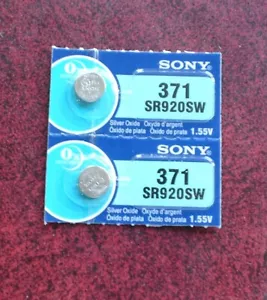 SONY
371
SR920SW
Silver Oxide Oxyde d'argent
Óxido de plata Óxido de prata 1.55V
SONY
371
SR920SW
Silver Oxide Oxyde d'argent
Óxido de plata Óxido de prata 1.55V